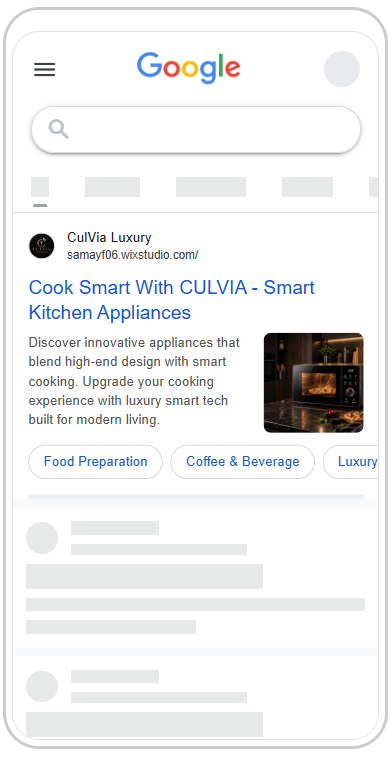 Google
CulVia Luxury
samayf06.wixstudio.com/
Cook Smart With CULVIA - Smart
Kitchen Appliances
Discover innovative appliances that
blend high-end design with smart
cooking. Upgrade your cooking
experience with luxury smart tech
built for modern living.
Food Preparation
Coffee & Beverage
Luxury